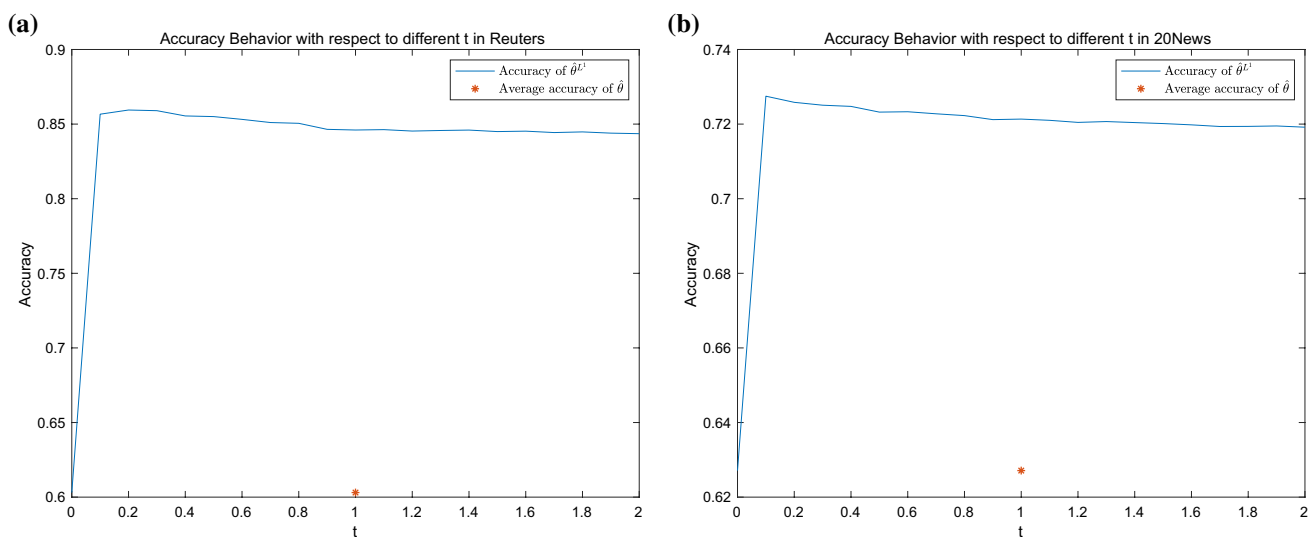 (a)
Accuracy Behavior with respect to different t in Reuters
Accuracy of θ̂^{L¹}
Average accuracy of θ̂
0.9
0.85
0.8
0.75
0.7
0.65
0.6
Accuracy
0 0.2 0.4 0.6 0.8 1 1.2 1.4 1.6 1.8 2
t
(b)
Accuracy Behavior with respect to different t in 20News
Accuracy of θ̂^{L¹}
Average accuracy of θ̂
0.74
0.72
0.7
0.68
0.66
0.64
0.62
Accuracy
0 0.2 0.4 0.6 0.8 1 1.2 1.4 1.6 1.8 2
t